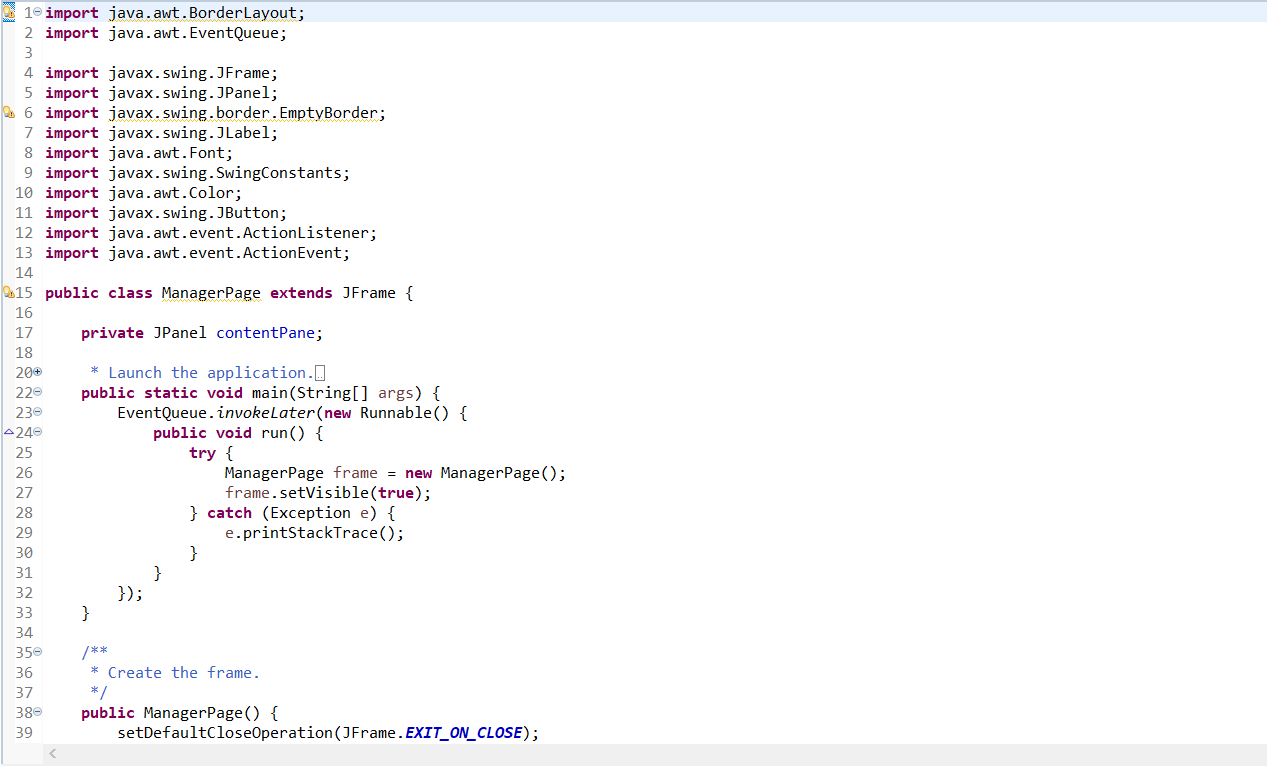 1 import java.awt.BorderLayout;
2 import java.awt.EventQueue;
3
4 import javax.swing.JFrame;
5 import javax.swing.JPanel;
6 import javax.swing.border.EmptyBorder;
7 import javax.swing.JLabel;
8 import java.awt.Font;
9 import javax.swing.SwingConstants;
10 import java.awt.Color;
11 import javax.swing.JButton;
12 import java.awt.event.ActionListener;
13 import java.awt.event.ActionEvent;
14
15 public class ManagerPage extends JFrame {
16
17     private JPanel contentPane;
18
20      * Launch the application.
22     public static void main(String[] args) {
23         EventQueue.invokeLater(new Runnable() {
24             public void run() {
25                 try {
26                     ManagerPage frame = new ManagerPage();
27                     frame.setVisible(true);
28                 } catch (Exception e) {
29                     e.printStackTrace();
30                 }
31             }
32         });
33     }
34
35     /**
36      * Create the frame.
37      */
38     public ManagerPage() {
39         setDefaultCloseOperation(JFrame.EXIT_ON_CLOSE);